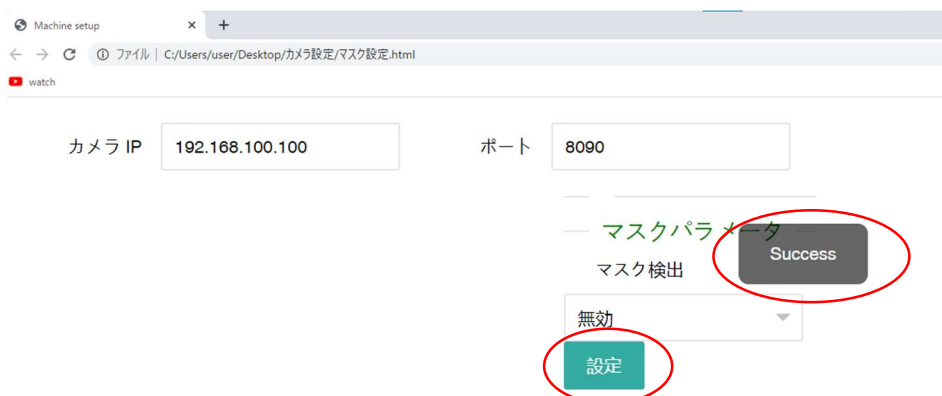 Machine setup
ファイル | C:/Users/user/Desktop/カメラ設定/マスク設定.html
watch
カメラ IP 192.168.100.100 ポート 8090
マスクパラメータ
Success
マスク検出
無効
設定